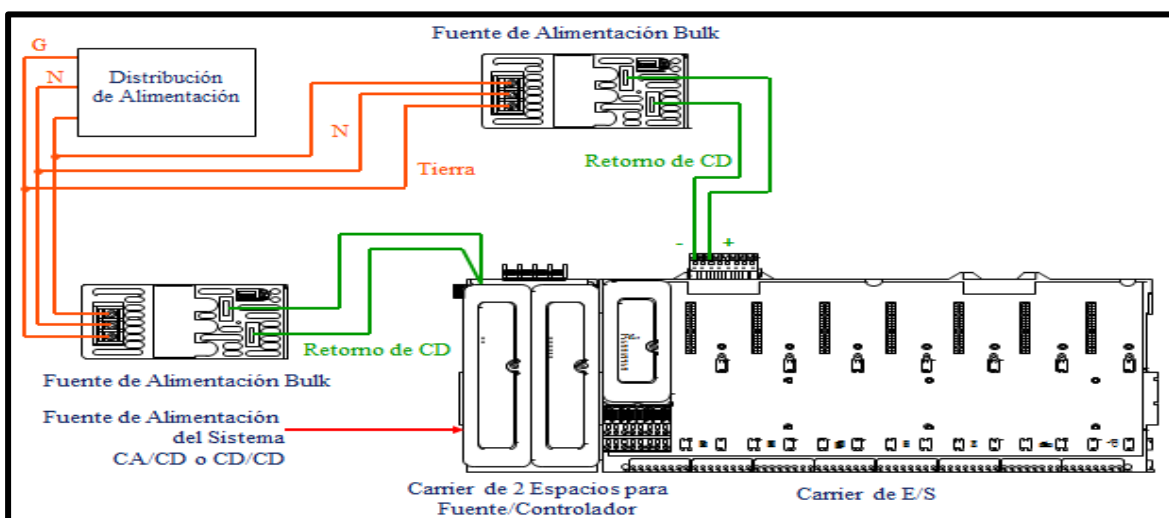 Fuente de Alimentación Bulk
G
N
Distribución
de Alimentación
N
Tierra
Retorno de CD
- +
Retorno de CD
Fuente de Alimentación Bulk
Fuente de Alimentación
del Sistema
CA/CD o CD/CD
Carrier de 2 Espacios para
Fuente/Controlador
Carrier de E/S